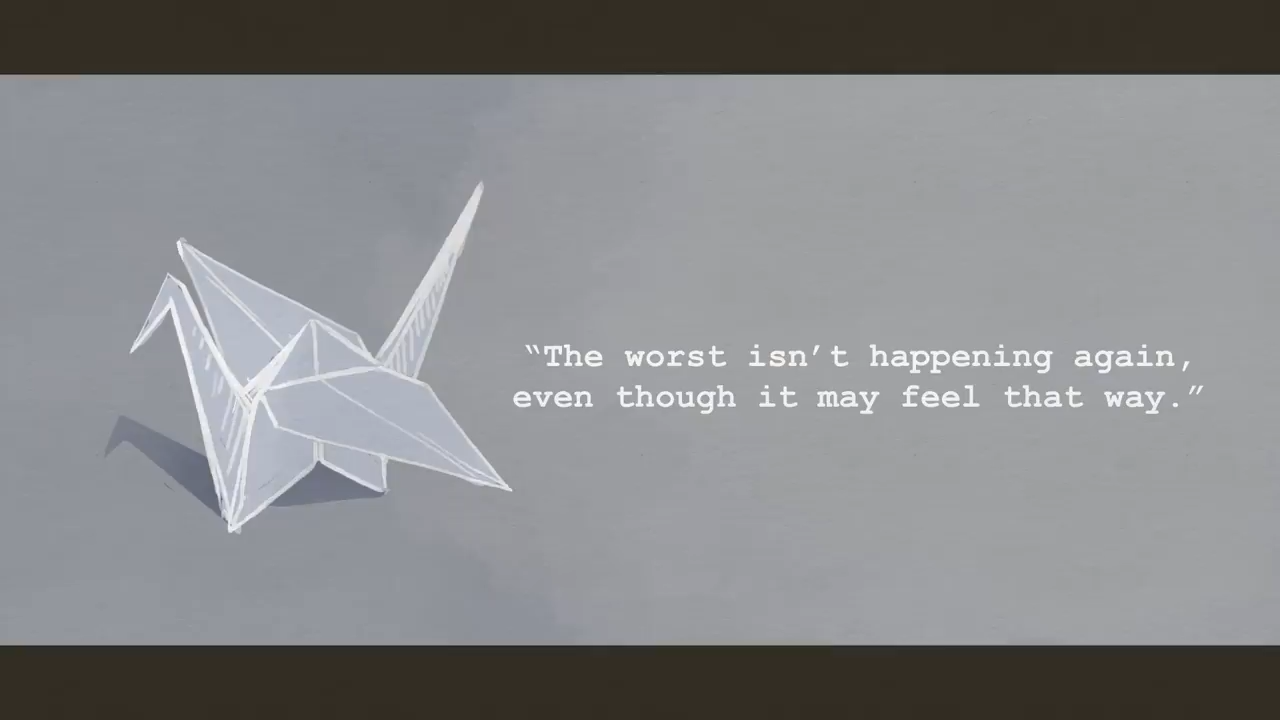 “The worst isn’t happening again,
even though it may feel that way.”